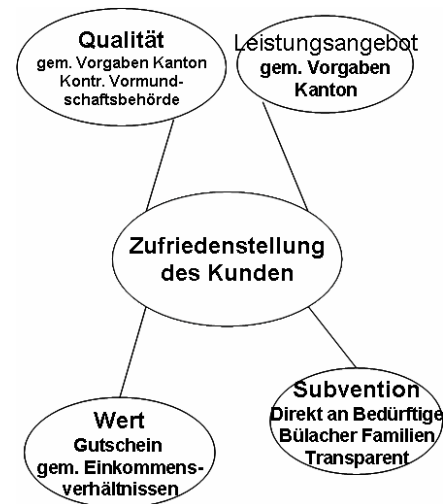 Qualität
gem. Vorgaben Kanton
Kontr. Vormund-
schaftsbehörde
Leistungsangebot
gem. Vorgaben
Kanton
Zufriedenstellung
des Kunden
Wert
Gutschein
gem. Einkommens-
verhältnissen
Subvention
Direkt an Bedürftige
Bülacher Familien
Transparent